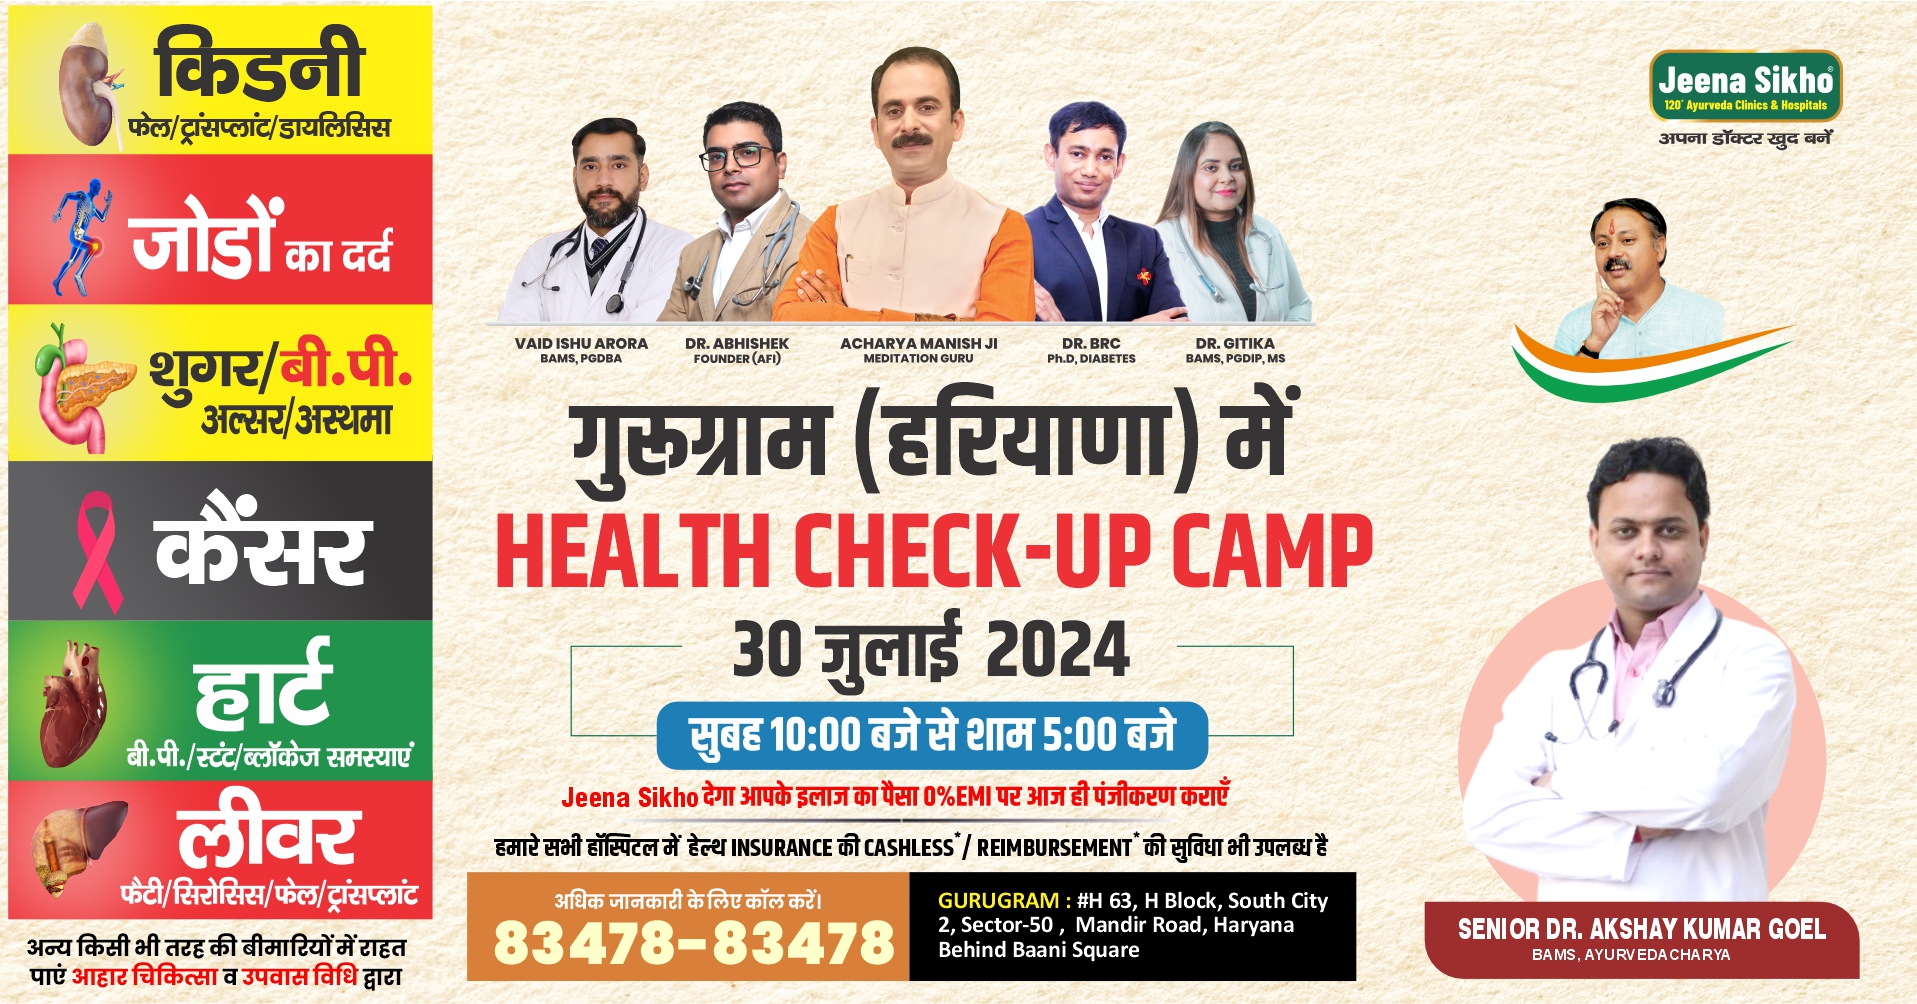 किडनी
फेल/ट्रांसप्लांट/डायलिसिस
जोडों का दर्द
शुगर/बी.पी.
अल्सर/अस्थमा
कैंसर
हार्ट
बी.पी./स्टंट/ब्लॉकेज समस्याएं
लीवर
फैटी/सिरोसिस/फेल/ट्रांसप्लांट
अन्य किसी भी तरह की बीमारियों में राहत
पाएं आहार चिकित्सा व उपवास विधि द्वारा
VAID ISHU ARORA
BAMS, PGDBA
DR. ABHISHEK
FOUNDER (AFI)
ACHARYA MANISH JI
MEDITATION GURU
DR. BRC
Ph.D, DIABETES
DR. GITIKA
BAMS, PGDIP, MS
गुरुग्राम (हरियाणा) में
HEALTH CHECK-UP CAMP
30 जुलाई 2024
सुबह 10:00 बजे से शाम 5:00 बजे
Jeena Sikho देगा आपके इलाज का पैसा 0%EMI पर आज ही पंजीकरण कराएँ
हमारे सभी हॉस्पिटल में हेल्थ INSURANCE की CASHLESS*/ REIMBURSEMENT* की सुविधा भी उपलब्ध है
अधिक जानकारी के लिए कॉल करें।
83478-83478
GURUGRAM : #H 63, H Block, South City
2, Sector-50 , Mandir Road, Haryana
Behind Baani Square
Jeena Sikho®
120+ Ayurveda Clinics & Hospitals
अपना डॉक्टर खुद बनें
SENIOR DR. AKSHAY KUMAR GOEL
BAMS, AYURVEDACHARYA